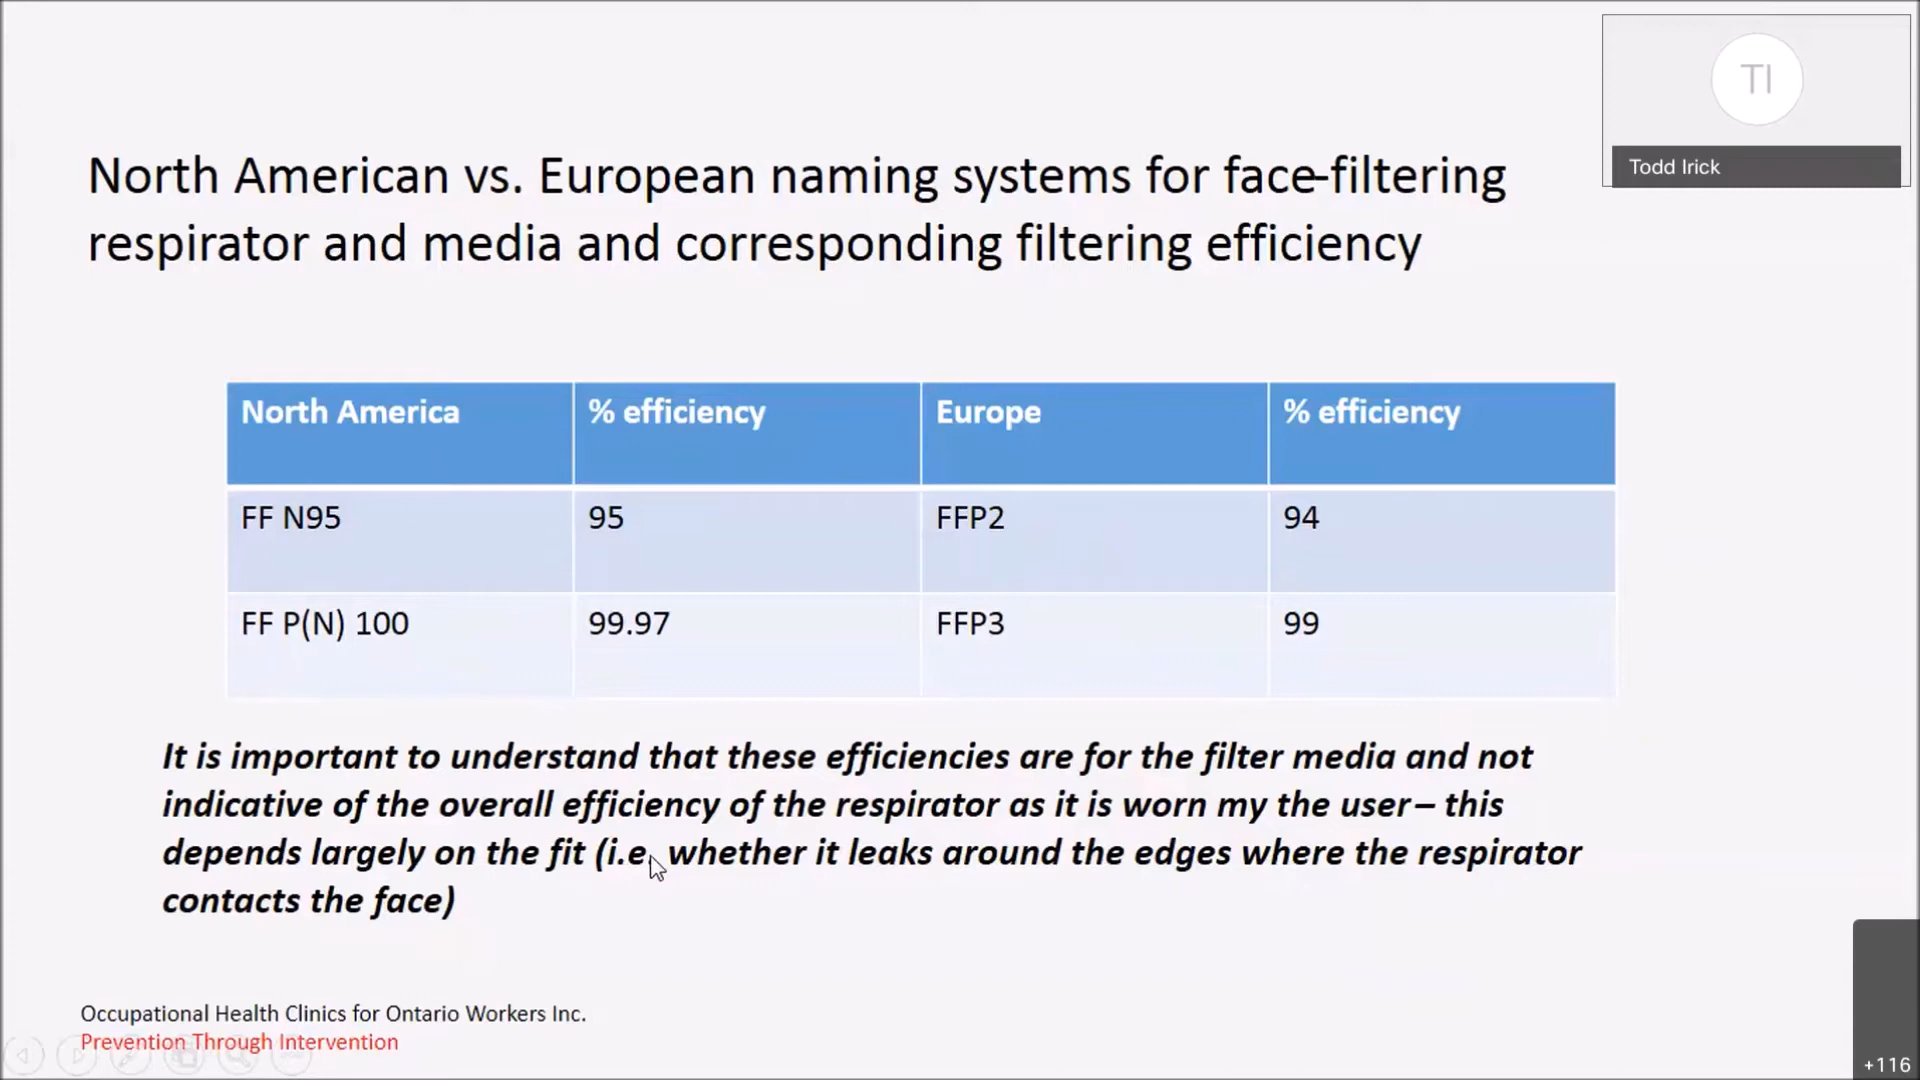 TI
Todd Irick
North American vs. European naming systems for face-filtering
respirator and media and corresponding filtering efficiency
North America % efficiency Europe % efficiency
FF N95 95 FFP2 94
FF P(N) 100 99.97 FFP3 99
It is important to understand that these efficiencies are for the filter media and not
indicative of the overall efficiency of the respirator as it is worn my the user– this
depends largely on the fit (i.e. whether it leaks around the edges where the respirator
contacts the face)
Occupational Health Clinics for Ontario Workers Inc.
Prevention Through Intervention
+116